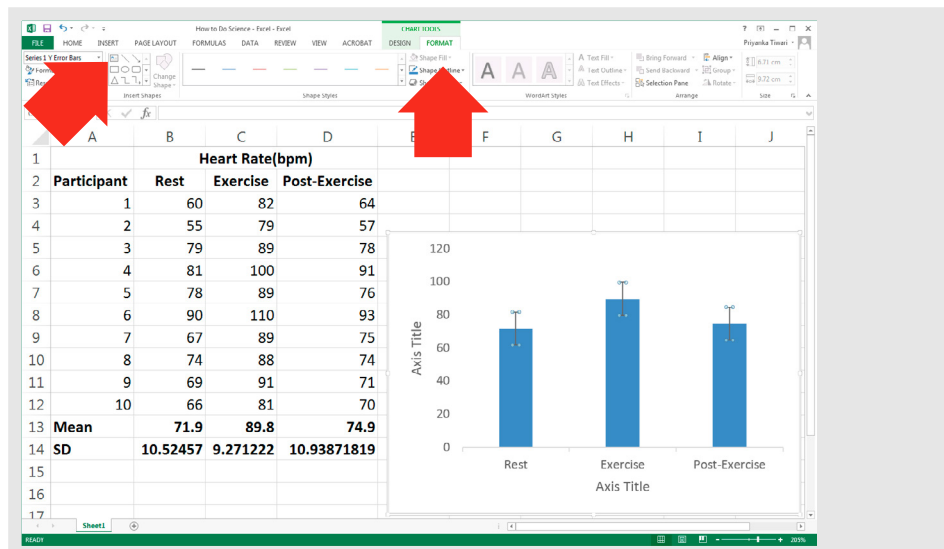 How to Do Science - Excel - Excel
CHART TOOLS
FILE HOME INSERT PAGE LAYOUT FORMULAS DATA REVIEW VIEW ACROBAT DESIGN FORMAT Priyanka Tiwari
Series 1 Y Error Bars
Change
Shape
Insert Shapes
Shape Fill
Shape Outline
Shape Styles
A A A
Text Fill
Text Outline
Text Effects
WordArt Styles
Bring Forward
Send Backward
Selection Pane
Align
Group
Rotate
Arrange
6.71 cm
9.72 cm
Size
fx
A B C D E F G H I J
1 Heart Rate(bpm)
2 Participant Rest Exercise Post-Exercise
3 1 60 82 64
4 2 55 79 57
5 3 79 89 78
6 4 81 100 91
7 5 78 89 76
8 6 90 110 93
9 7 67 89 75
10 8 74 88 74
11 9 69 91 71
12 10 66 81 70
13 Mean 71.9 89.8 74.9
14 SD 10.52457 9.271222 10.93871819
15
16
17
120
100
80
60
40
20
0
Axis Title
Rest Exercise Post-Exercise
Axis Title
Sheet1
READY
205%